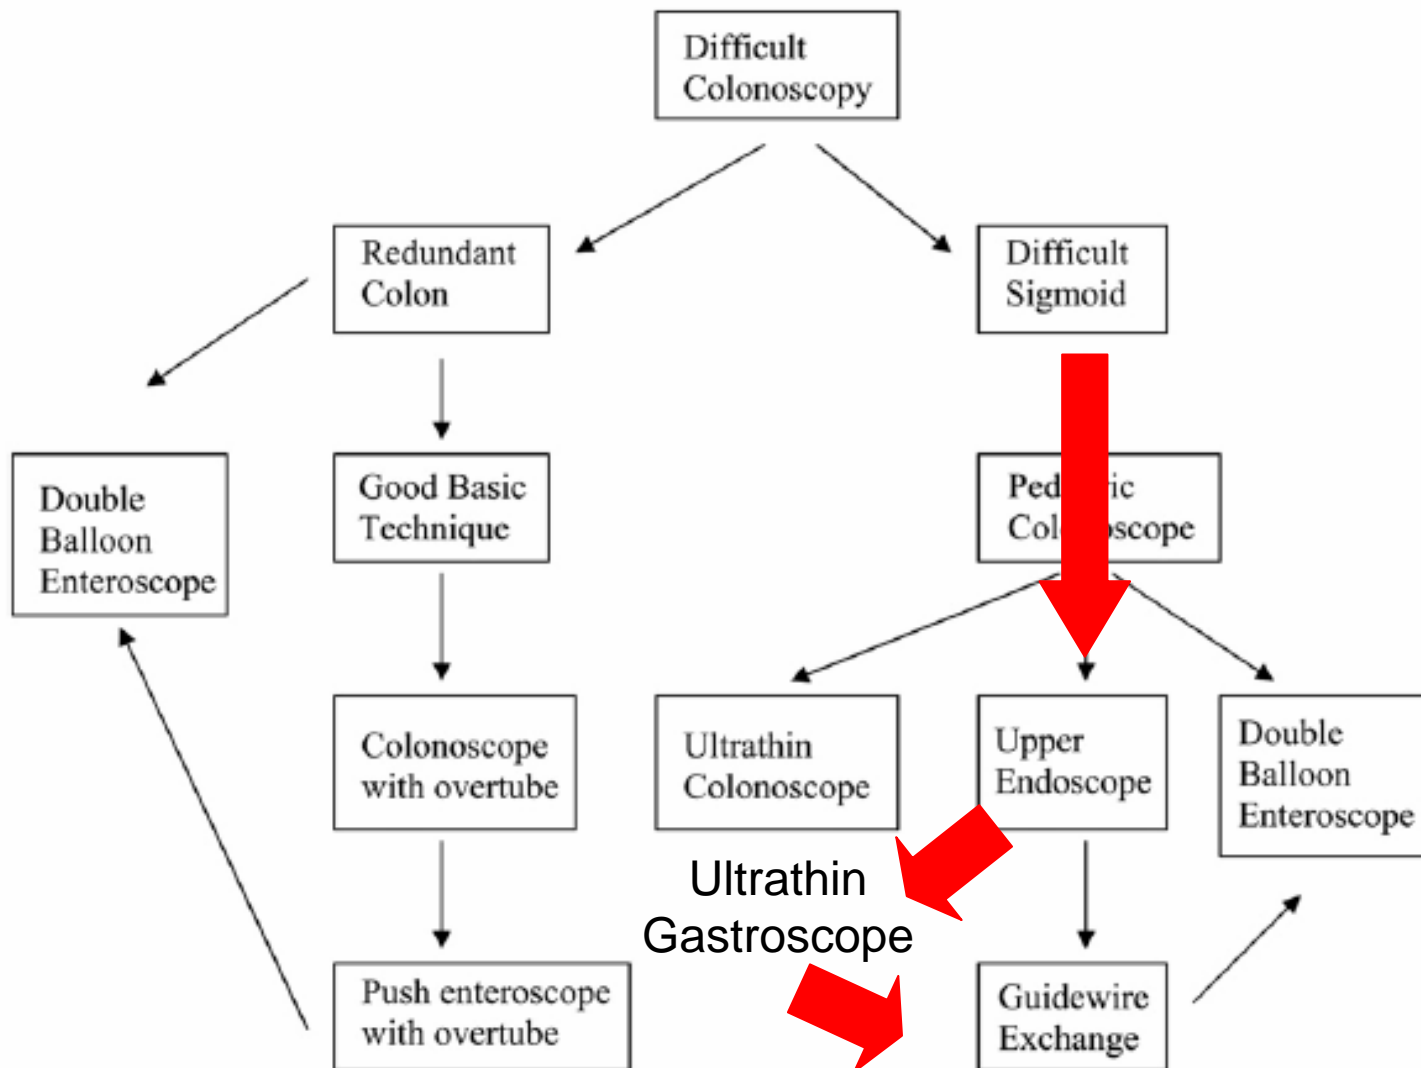 Difficult
Colonoscopy
Redundant
Colon
Difficult
Sigmoid
Double
Balloon
Enteroscope
Good Basic
Technique
Colonoscope
with overtube
Ultrathin
Colonoscope
Upper
Endoscope
Double
Balloon
Enteroscope
Ultrathin
Gastroscope
Push enteroscope
with overtube
Guidewire
Exchange